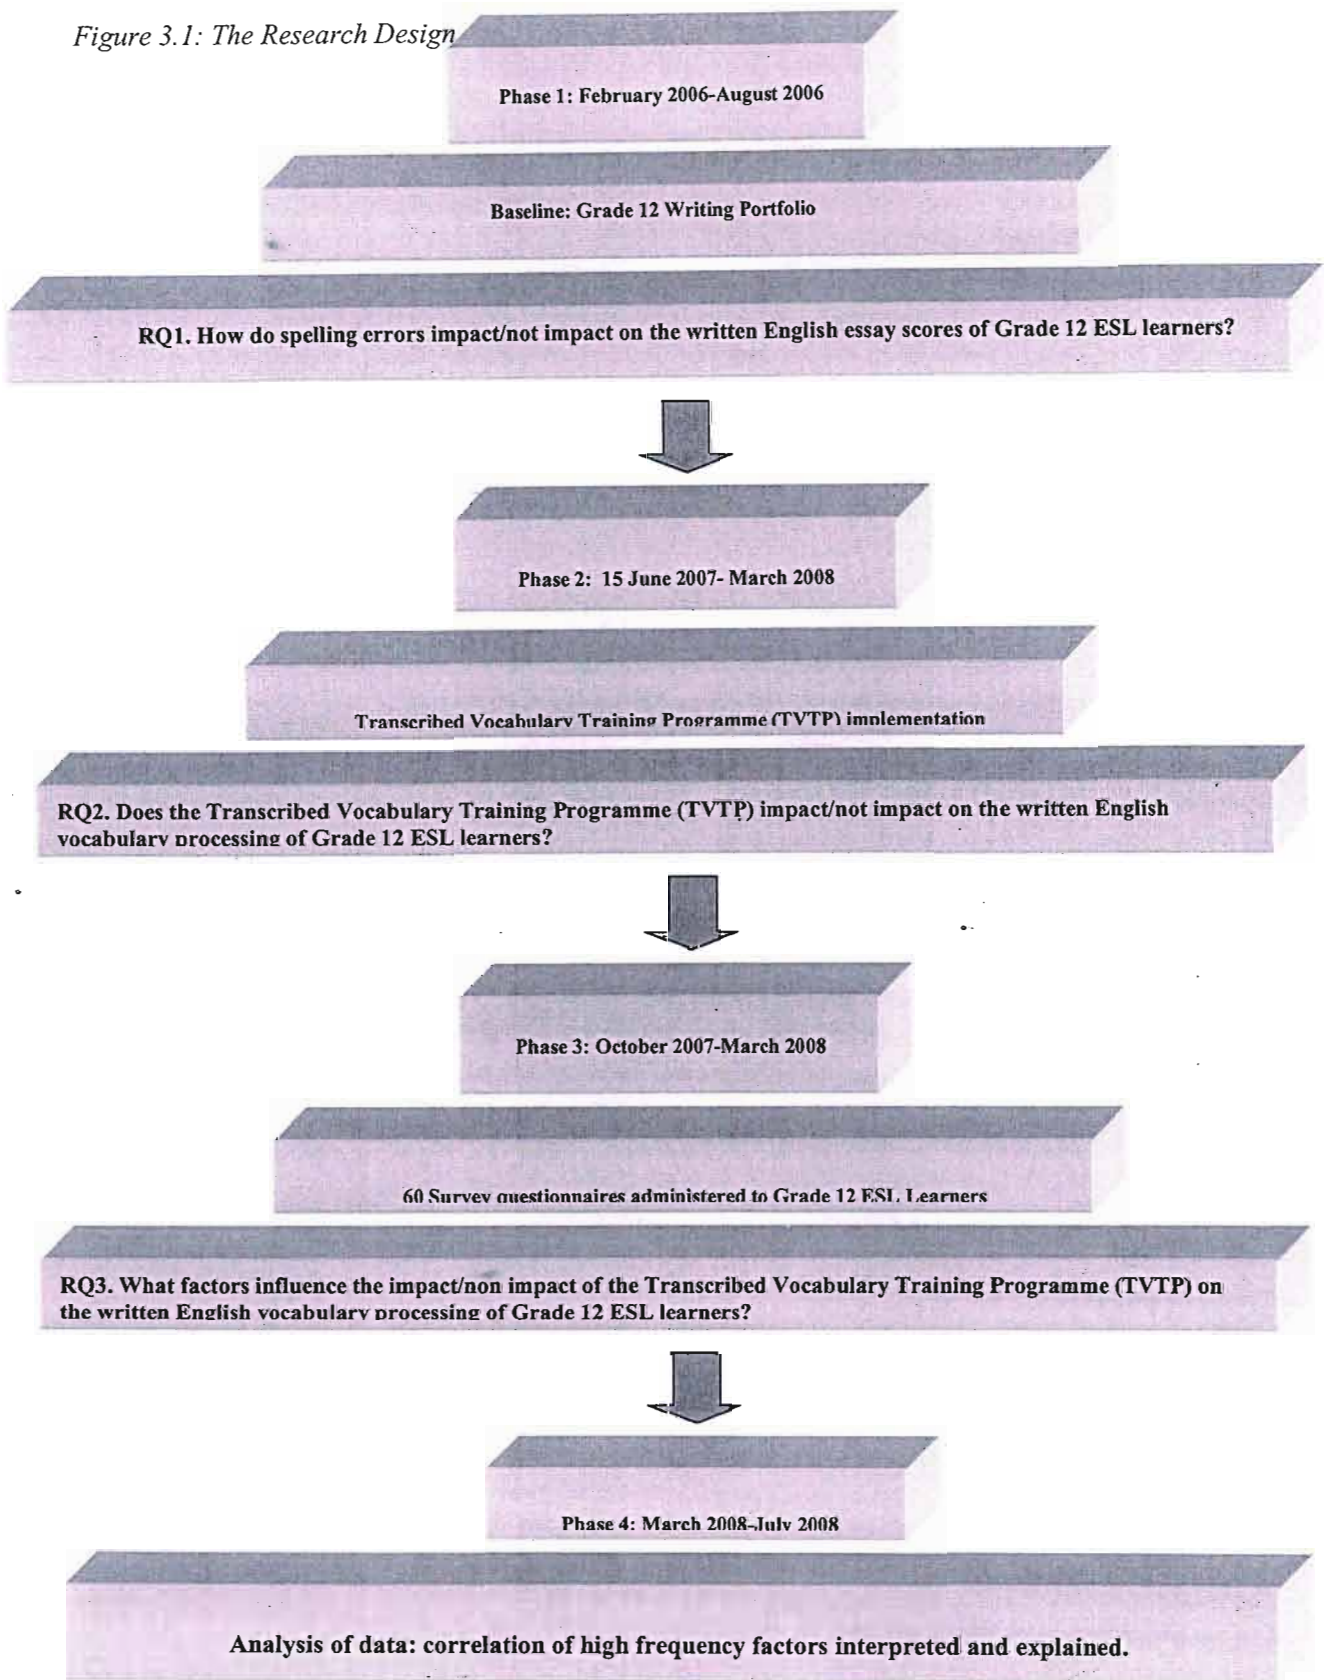 Figure 3.1: The Research Design
Phase 1: February 2006-August 2006
Baseline: Grade 12 Writing Portfolio
RQ1. How do spelling errors impact/not impact on the written English essay scores of Grade 12 ESL learners?
Phase 2: 15 June 2007- March 2008
Transcribed Vocabulary Training Programme (TVTP) implementation
RQ2. Does the Transcribed Vocabulary Training Programme (TVTP) impact/not impact on the written English
vocabulary processing of Grade 12 ESL learners?
Phase 3: October 2007-March 2008
60 Survey questionnaires administered to Grade 12 ESL Learners
RQ3. What factors influence the impact/non impact of the Transcribed Vocabulary Training Programme (TVTP) on
the written English vocabulary processing of Grade 12 ESL learners?
Phase 4: March 2008-July 2008
Analysis of data: correlation of high frequency factors interpreted and explained.